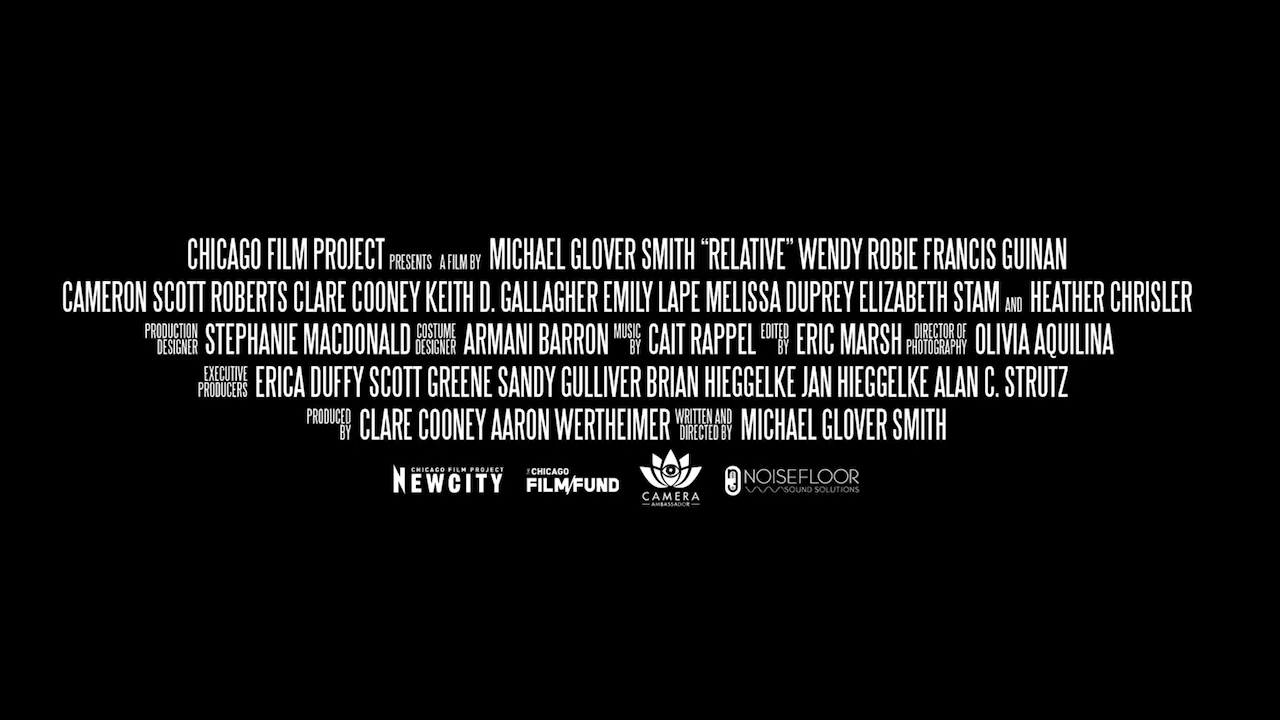 CHICAGO FILM PROJECT PRESENTS A FILM BY MICHAEL GLOVER SMITH “RELATIVE” WENDY ROBIE FRANCIS GUINAN
CAMERON SCOTT ROBERTS CLARE COONEY KEITH D. GALLAGHER EMILY LAPE MELISSA DUPREY ELIZABETH STAM AND HEATHER CHRISLER
PRODUCTION DESIGNER STEPHANIE MACDONALD COSTUME DESIGNER ARMANI BARRON MUSIC BY CAIT RAPPEL EDITED BY ERIC MARSH DIRECTOR OF PHOTOGRAPHY OLIVIA AQUILINA
EXECUTIVE PRODUCERS ERICA DUFFY SCOTT GREENE SANDY GULLIVER BRIAN HIEGGELKE JAN HIEGGELKE ALAN C. STRUTZ
PRODUCED BY CLARE COONEY AARON WERTHEIMER WRITTEN AND DIRECTED BY MICHAEL GLOVER SMITH
CHICAGO FILM PROJECT
NEWCITY
THE CHICAGO
FILM/FUND
CAMERA
AMBASSADOR
NOISEFLOOR
SOUND SOLUTIONS